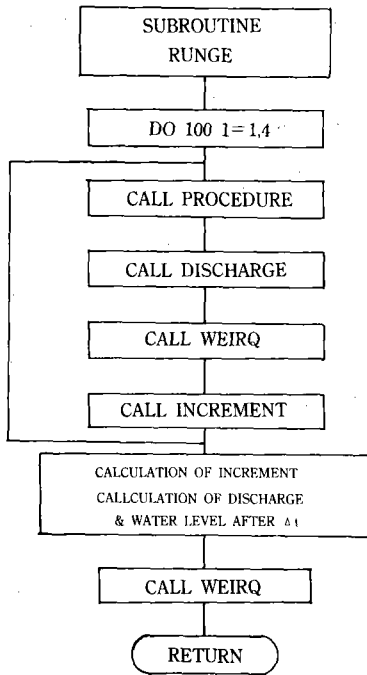 SUBROUTINE
RUNGE
DO 100 I=1,4
CALL PROCEDURE
CALL DISCHARGE
CALL WEIRQ
CALL INCREMENT
CALCULATION OF INCREMENT
CALLCULATION OF DISCHARGE
& WATER LEVEL AFTER Δt
CALL WEIRQ
RETURN